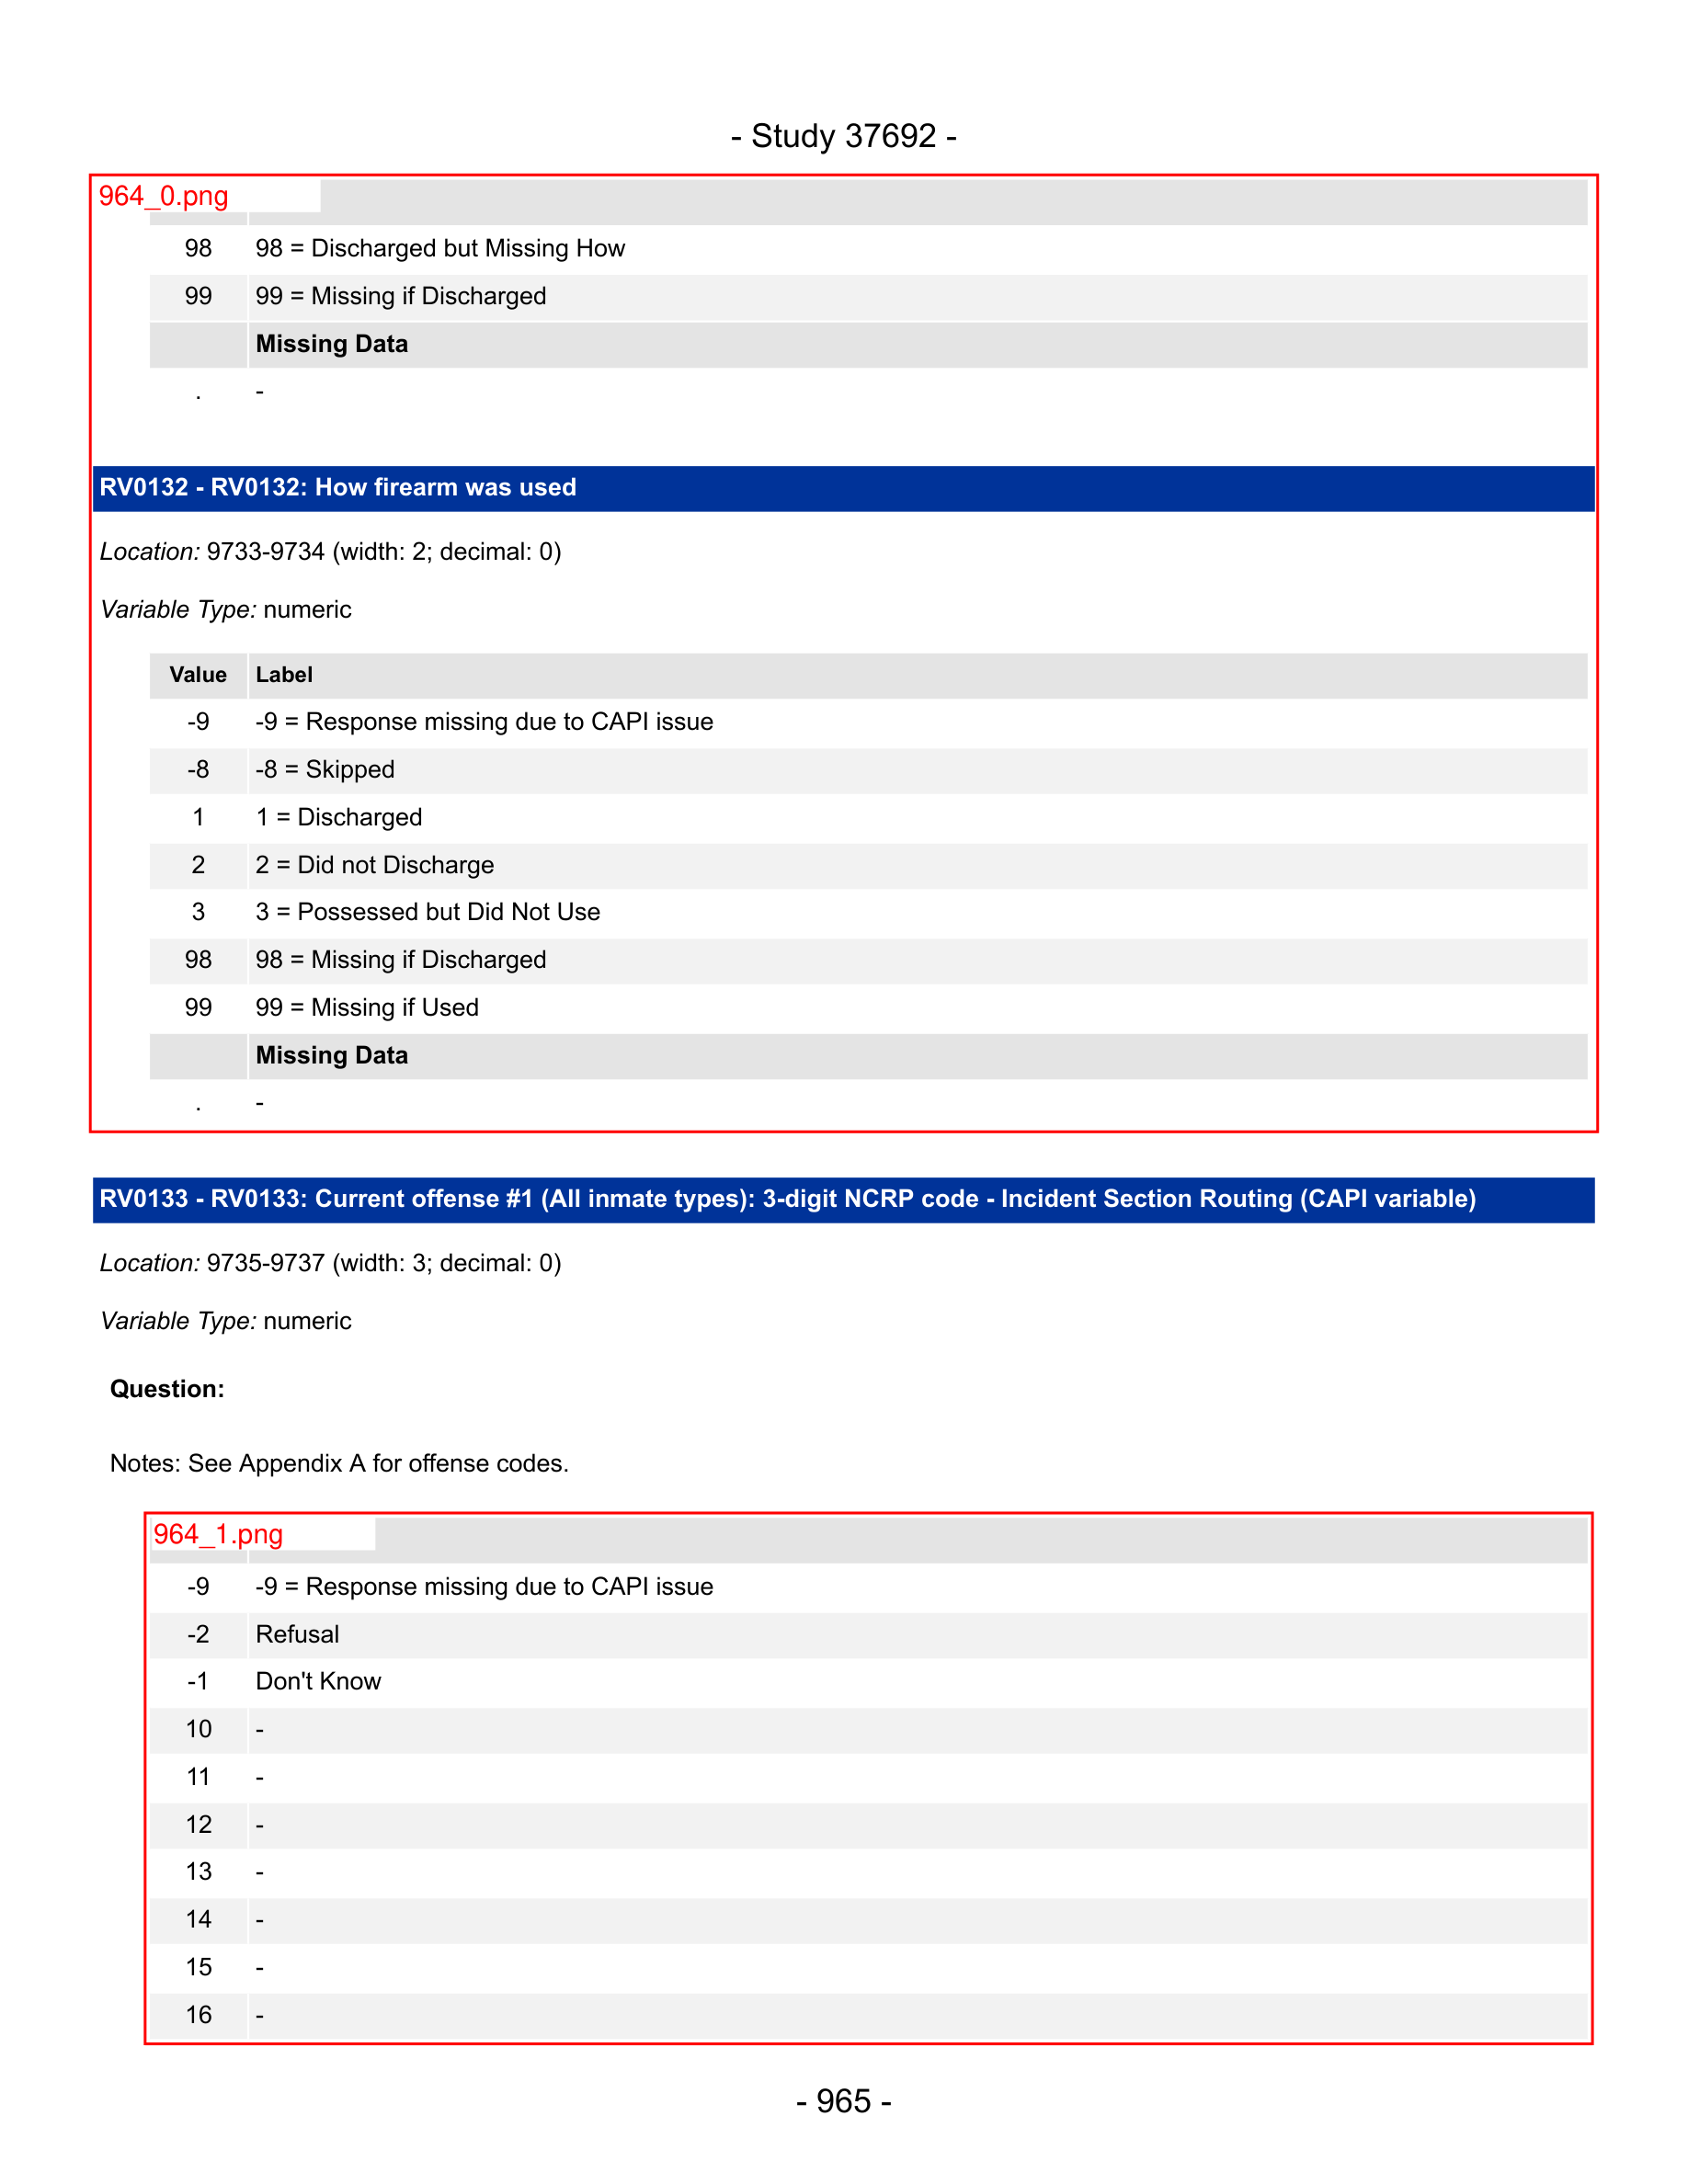 - Study 37692 -
964_0.png
98 98 = Discharged but Missing How
99 99 = Missing if Discharged
Missing Data
. -
RV0132 - RV0132: How firearm was used
Location: 9733-9734 (width: 2; decimal: 0)
Variable Type: numeric
Value Label
-9 -9 = Response missing due to CAPI issue
-8 -8 = Skipped
1 1 = Discharged
2 2 = Did not Discharge
3 3 = Possessed but Did Not Use
98 98 = Missing if Discharged
99 99 = Missing if Used
Missing Data
. -
RV0133 - RV0133: Current offense #1 (All inmate types): 3-digit NCRP code - Incident Section Routing (CAPI variable)
Location: 9735-9737 (width: 3; decimal: 0)
Variable Type: numeric
Question:
Notes: See Appendix A for offense codes.
964_1.png
-9 -9 = Response missing due to CAPI issue
-2 Refusal
-1 Don't Know
10 -
11 -
12 -
13 -
14 -
15 -
16 -
- 965 -